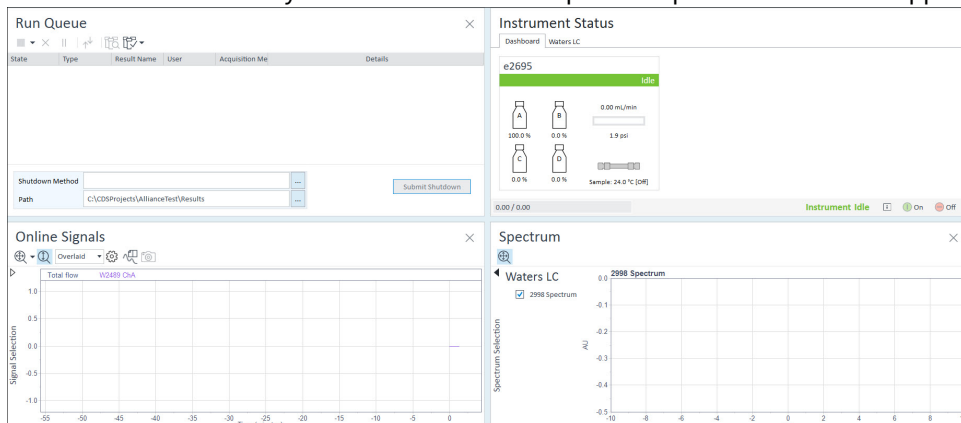 Run Queue
State Type Result Name User Acquisition Me Details
Shutdown Method ...
Submit Shutdown
Path C:\CDSProjects\AllianceTest\Results ...
Instrument Status
Dashboard Waters LC
e2695
Idle
A B 0.00 mL/min
100.0 % 0.0 % 1.9 psi
C D
0.0 % 0.0 % Sample: 24.0 °C [Off]
0.00 / 0.00 Instrument Idle On Off
Online Signals
Overlaid
Total flow W2489 ChA
Signal Selection
1.0
0.5
0.0
-0.5
-1.0
-55 -50 -45 -40 -35 -30 -25 -20 -15 -10 -5 0
Spectrum
Waters LC
2998 Spectrum
Spectrum Selection
2998 Spectrum
AU
0.0
-0.1
-0.2
-0.3
-0.4
-0.5
-10 -8 -6 -4 -2 0 2 4 6 8